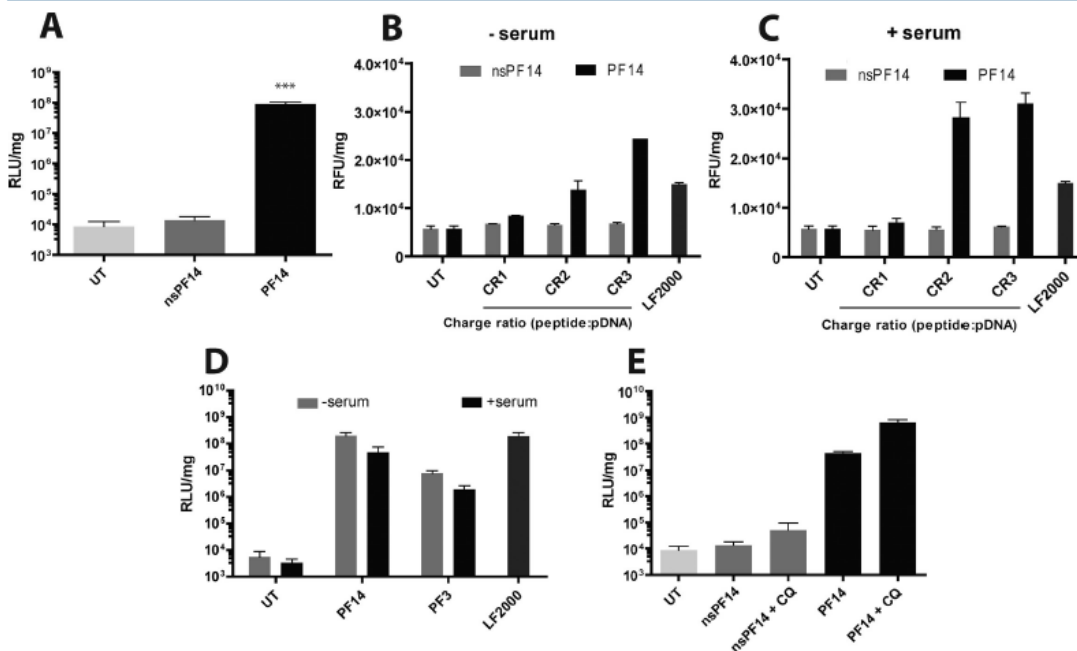 A
RLU/mg
10⁹
10⁸
10⁷
10⁶
10⁵
10⁴
10³
***
UT
nsPF14
PF14
B
- serum
nsPF14 PF14
RFU/mg
4.0×10⁴
3.0×10⁴
2.0×10⁴
1.0×10⁴
0
UT CR1 CR2 CR3 LF2000
Charge ratio (peptide:pDNA)
C
+ serum
nsPF14 PF14
RFU/mg
4.0×10⁴
3.0×10⁴
2.0×10⁴
1.0×10⁴
0
UT CR1 CR2 CR3 LF2000
Charge ratio (peptide:pDNA)
D
-serum +serum
RLU/mg
10¹⁰
10⁹
10⁸
10⁷
10⁶
10⁵
10⁴
10³
UT PF14 PF3 LF2000
E
RLU/mg
10¹⁰
10⁹
10⁸
10⁷
10⁶
10⁵
10⁴
10³
UT nsPF14 nsPF14 + CQ PF14 PF14 + CQ